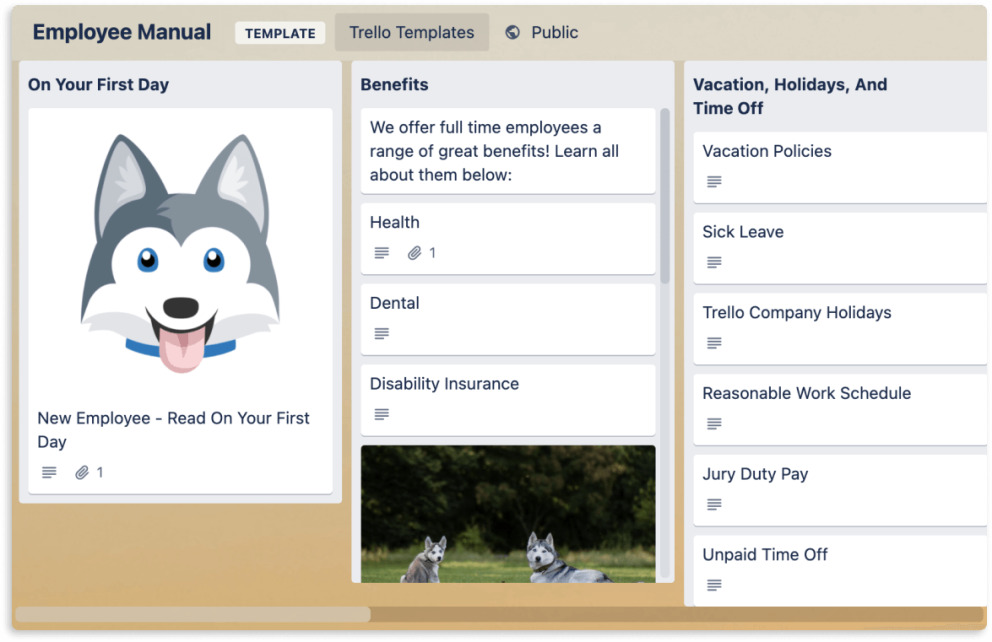 Employee Manual
TEMPLATE
Trello Templates
Public
On Your First Day
New Employee - Read On Your First
Day
1
Benefits
We offer full time employees a
range of great benefits! Learn all
about them below:
Health
1
Dental
Disability Insurance
Vacation, Holidays, And
Time Off
Vacation Policies
Sick Leave
Trello Company Holidays
Reasonable Work Schedule
Jury Duty Pay
Unpaid Time Off